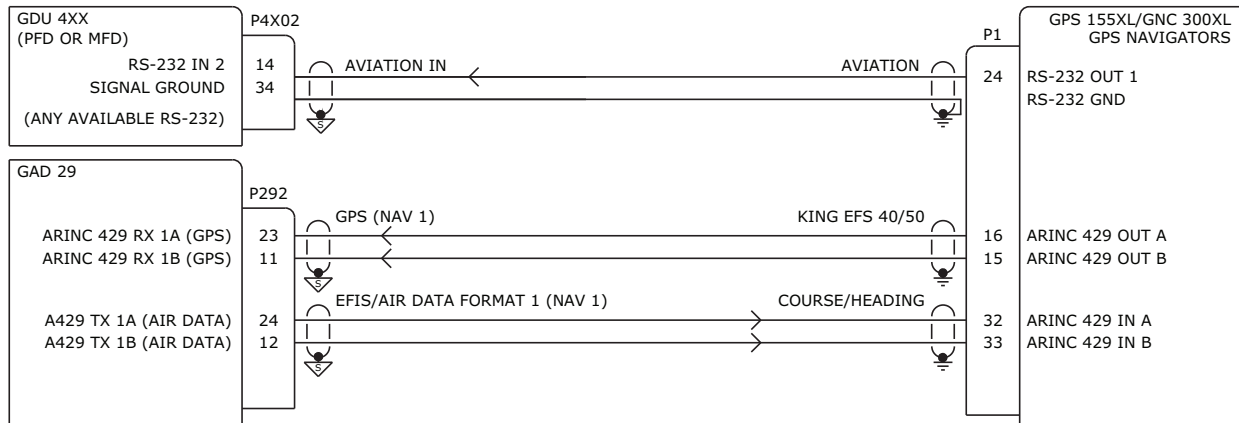 GDU 4XX
(PFD OR MFD)
P4X02
GPS 155XL/GNC 300XL
GPS NAVIGATORS
P1
RS-232 IN 2 14 AVIATION IN AVIATION 24 RS-232 OUT 1
SIGNAL GROUND 34 RS-232 GND
(ANY AVAILABLE RS-232)
S
GAD 29
P292
GPS (NAV 1) KING EFS 40/50
ARINC 429 RX 1A (GPS) 23 16 ARINC 429 OUT A
ARINC 429 RX 1B (GPS) 11 15 ARINC 429 OUT B
S
EFIS/AIR DATA FORMAT 1 (NAV 1) COURSE/HEADING
A429 TX 1A (AIR DATA) 24 32 ARINC 429 IN A
A429 TX 1B (AIR DATA) 12 33 ARINC 429 IN B
S